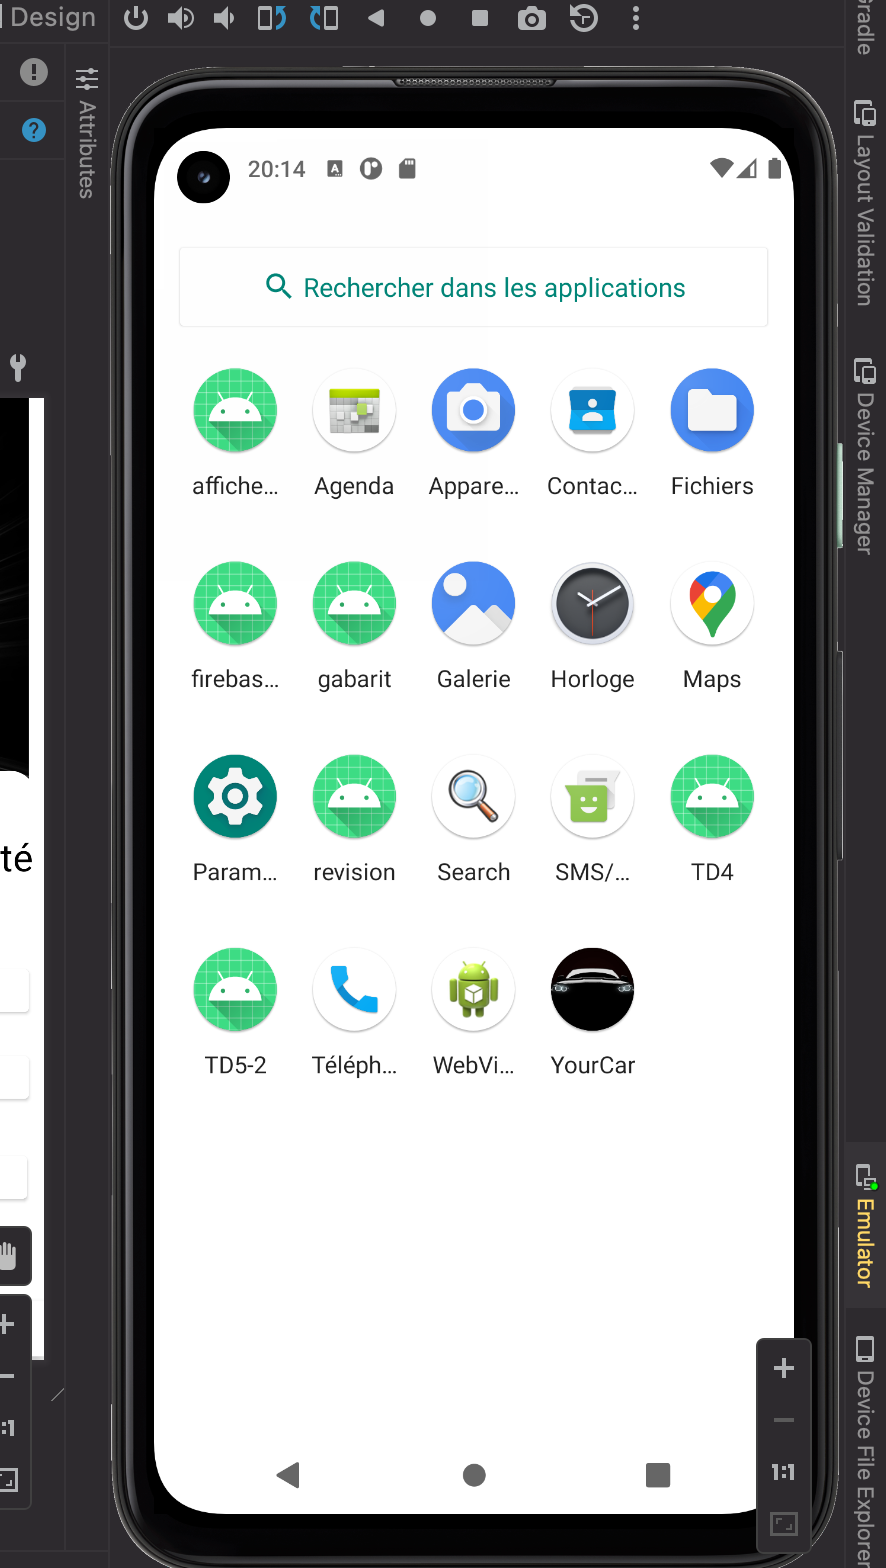 Design
Attributes
Gradle
Layout Validation
Device Manager
Emulator
Device File Explorer
té
20:14
Rechercher dans les applications
affiche...
Agenda
Appare...
Contac...
Fichiers
firebas...
gabarit
Galerie
Horloge
Maps
Param...
revision
Search
SMS/...
TD4
TD5-2
Téléph...
WebVi...
YourCar
1:1
:1